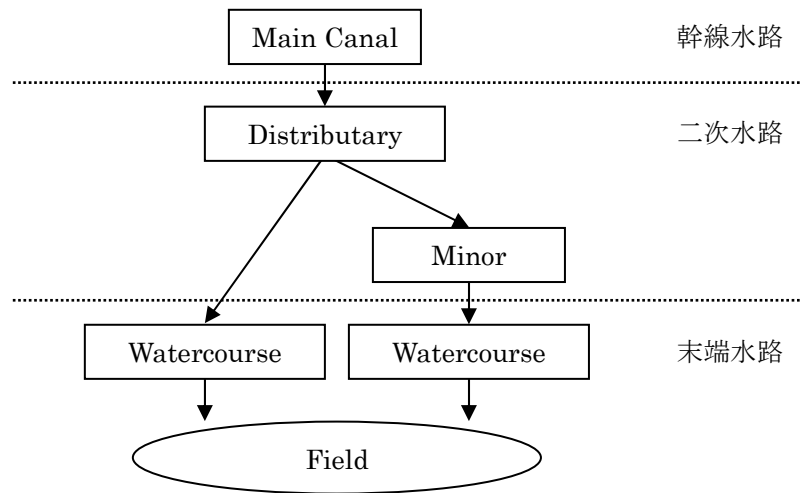 Main Canal
幹線水路
Distributary
二次水路
Minor
Watercourse
Watercourse
末端水路
Field